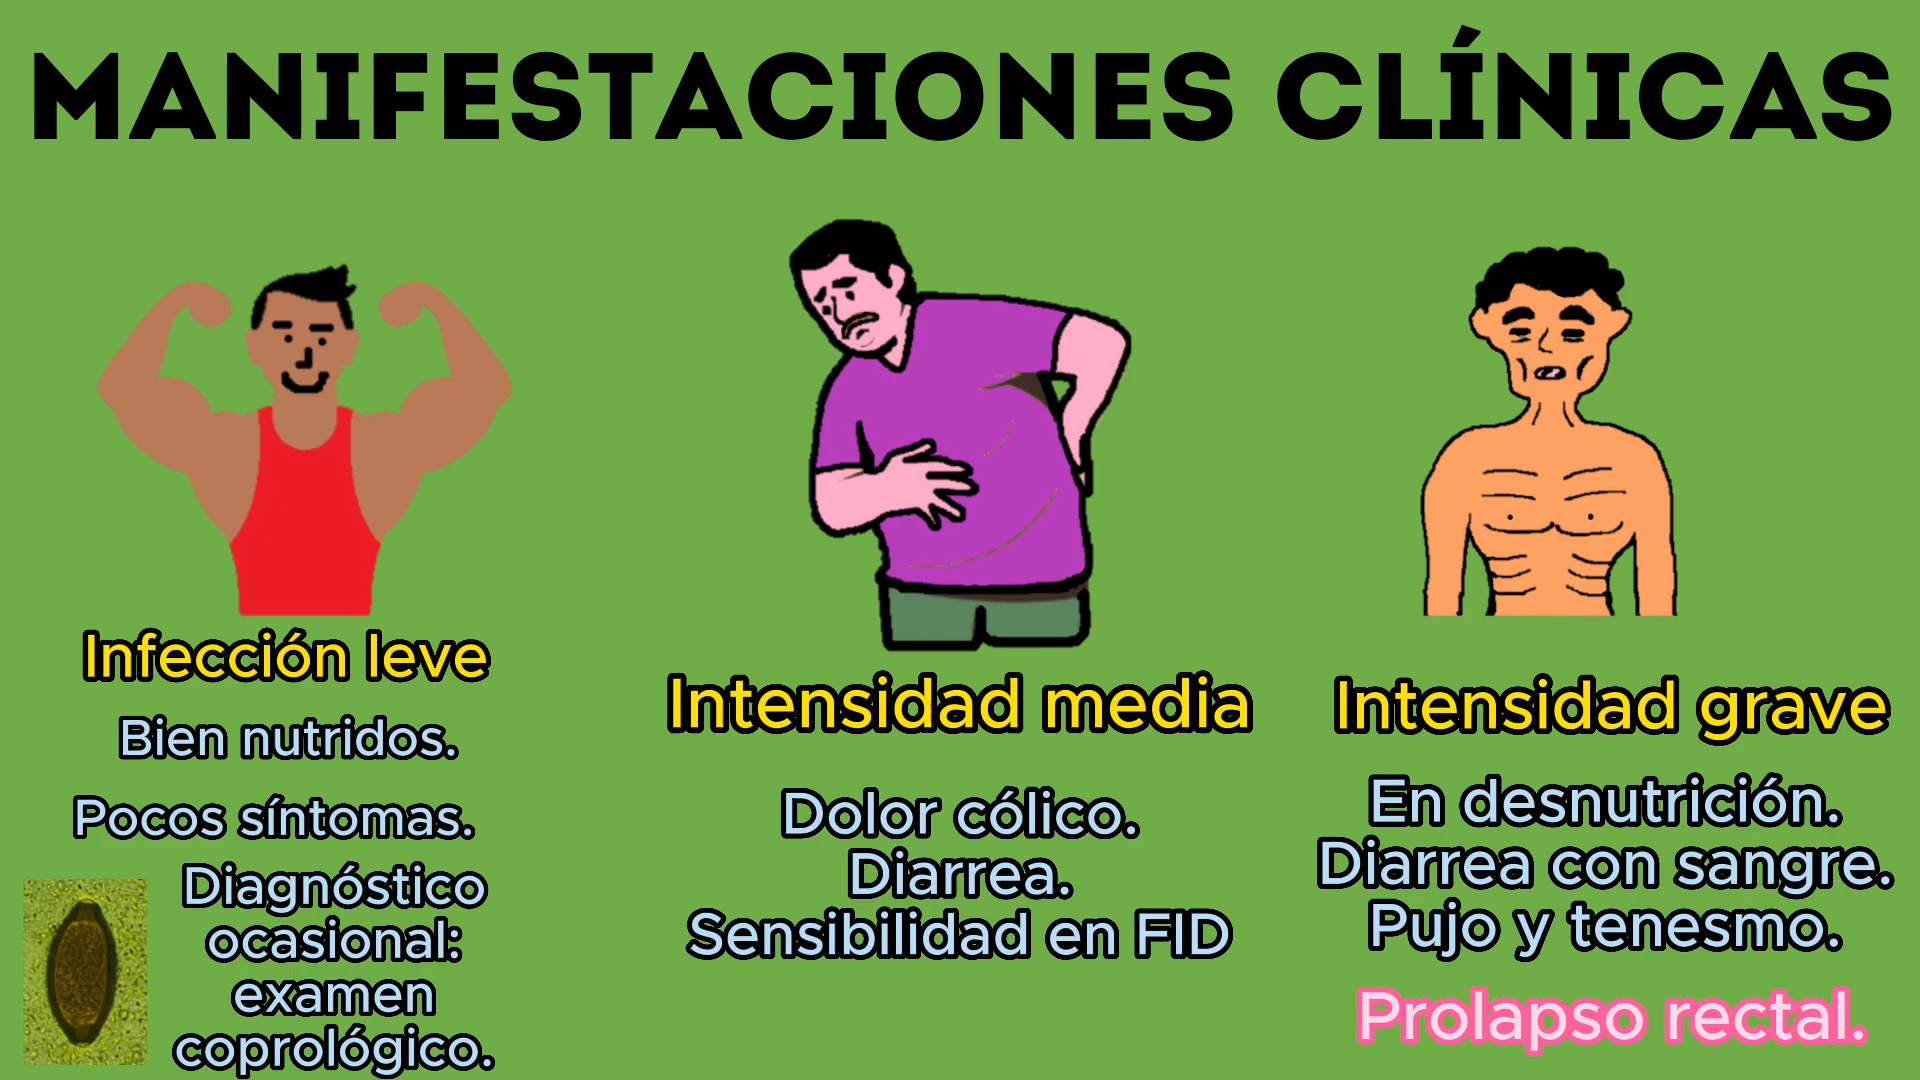 MANIFESTACIONES CLÍNICAS
Infección leve
Bien nutridos.
Pocos síntomas.
Diagnóstico
ocasional:
examen
coprológico.
Intensidad media
Dolor cólico.
Diarrea.
Sensibilidad en FID
Intensidad grave
En desnutrición.
Diarrea con sangre.
Pujo y tenesmo.
Prolapso rectal.